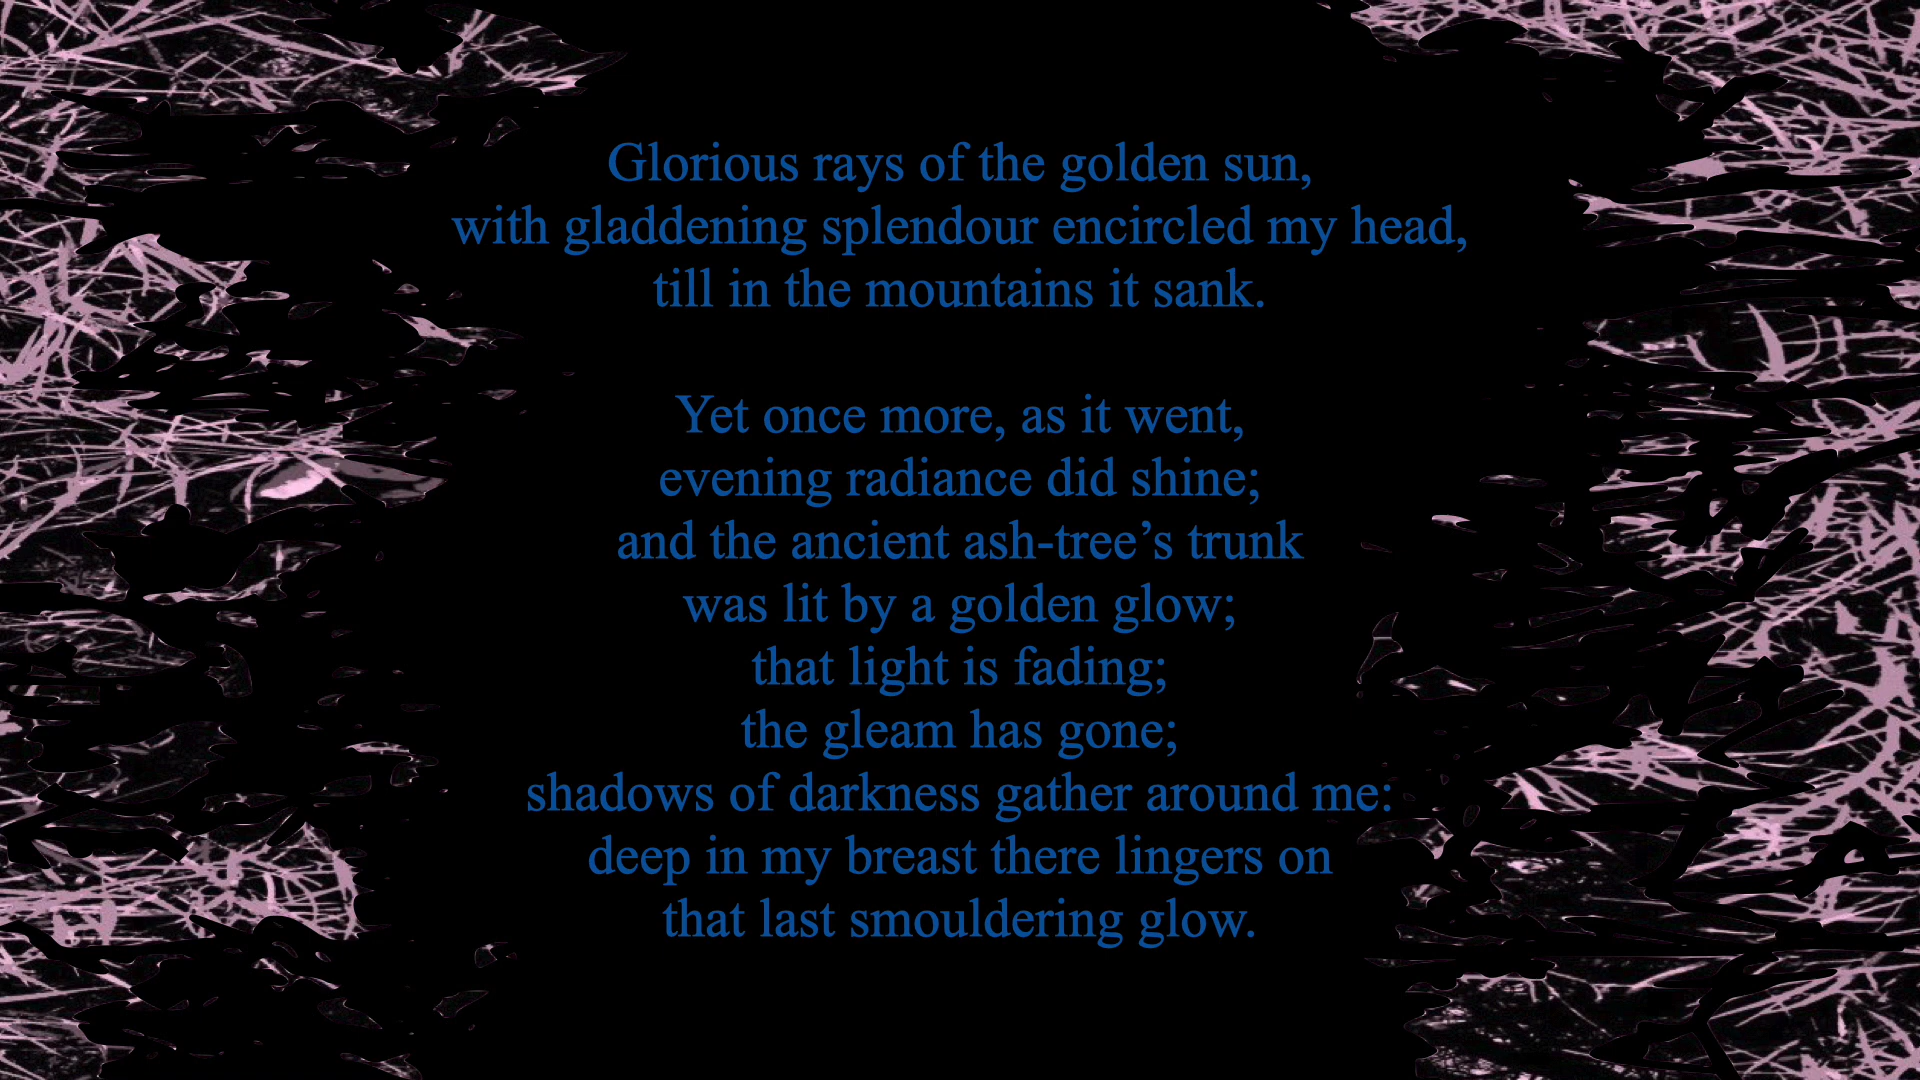 Glorious rays of the golden sun,
with gladdening splendour encircled my head,
till in the mountains it sank.
Yet once more, as it went,
evening radiance did shine;
and the ancient ash-tree’s trunk
was lit by a golden glow;
that light is fading;
the gleam has gone;
shadows of darkness gather around me:
deep in my breast there lingers on
that last smouldering glow.